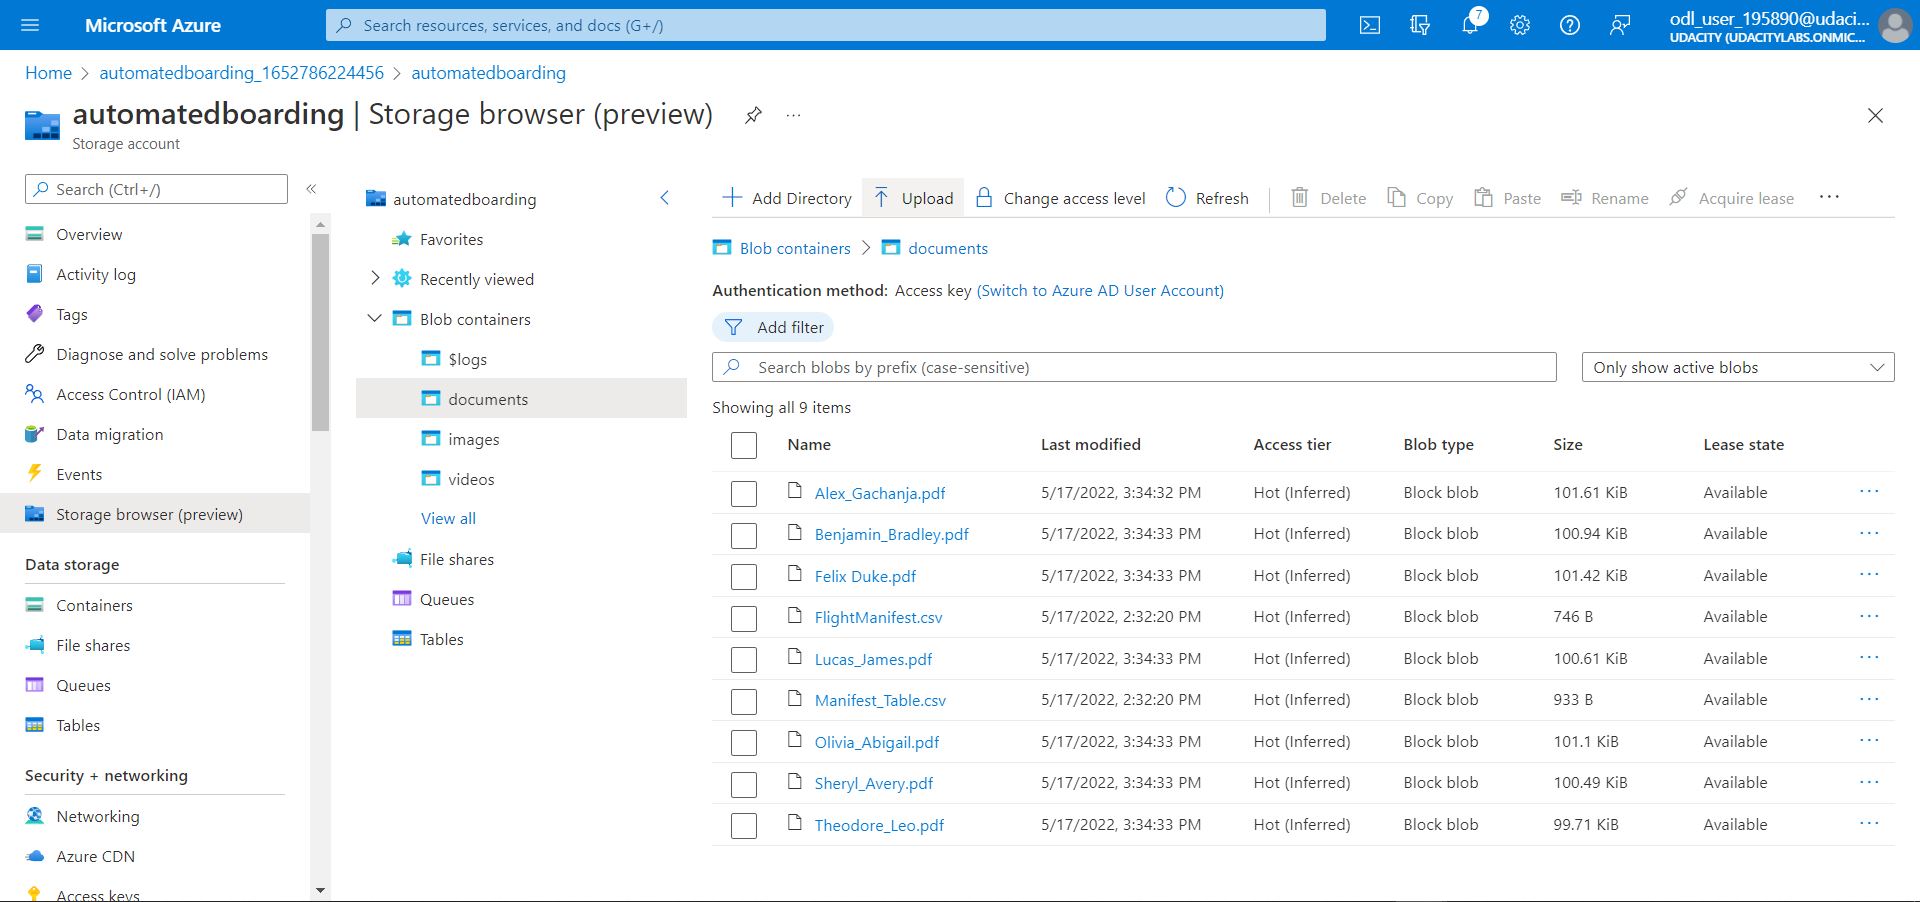 Microsoft Azure
Search resources, services, and docs (G+/)
7
odl_user_195890@udaci...
UDACITY (UDACITYLABS.ONMIC...
Home > automatedboarding_1652786224456 > automatedboarding
automatedboarding | Storage browser (preview) ...
Storage account
Search (Ctrl+/)
Overview
Activity log
Tags
Diagnose and solve problems
Access Control (IAM)
Data migration
Events
Storage browser (preview)
Data storage
Containers
File shares
Queues
Tables
Security + networking
Networking
Azure CDN
Access keys
automatedboarding
Favorites
Recently viewed
Blob containers
$logs
documents
images
videos
View all
File shares
Queues
Tables
Add Directory Upload Change access level Refresh Delete Copy Paste Rename Acquire lease ...
Blob containers > documents
Authentication method: Access key (Switch to Azure AD User Account)
Add filter
Search blobs by prefix (case-sensitive) Only show active blobs
Showing all 9 items
Name Last modified Access tier Blob type Size Lease state
Alex_Gachanja.pdf 5/17/2022, 3:34:32 PM Hot (Inferred) Block blob 101.61 KiB Available ...
Benjamin_Bradley.pdf 5/17/2022, 3:34:33 PM Hot (Inferred) Block blob 100.94 KiB Available ...
Felix Duke.pdf 5/17/2022, 3:34:33 PM Hot (Inferred) Block blob 101.42 KiB Available ...
FlightManifest.csv 5/17/2022, 2:32:20 PM Hot (Inferred) Block blob 746 B Available ...
Lucas_James.pdf 5/17/2022, 3:34:33 PM Hot (Inferred) Block blob 100.61 KiB Available ...
Manifest_Table.csv 5/17/2022, 2:32:20 PM Hot (Inferred) Block blob 933 B Available ...
Olivia_Abigail.pdf 5/17/2022, 3:34:33 PM Hot (Inferred) Block blob 101.1 KiB Available ...
Sheryl_Avery.pdf 5/17/2022, 3:34:33 PM Hot (Inferred) Block blob 100.49 KiB Available ...
Theodore_Leo.pdf 5/17/2022, 3:34:33 PM Hot (Inferred) Block blob 99.71 KiB Available ...